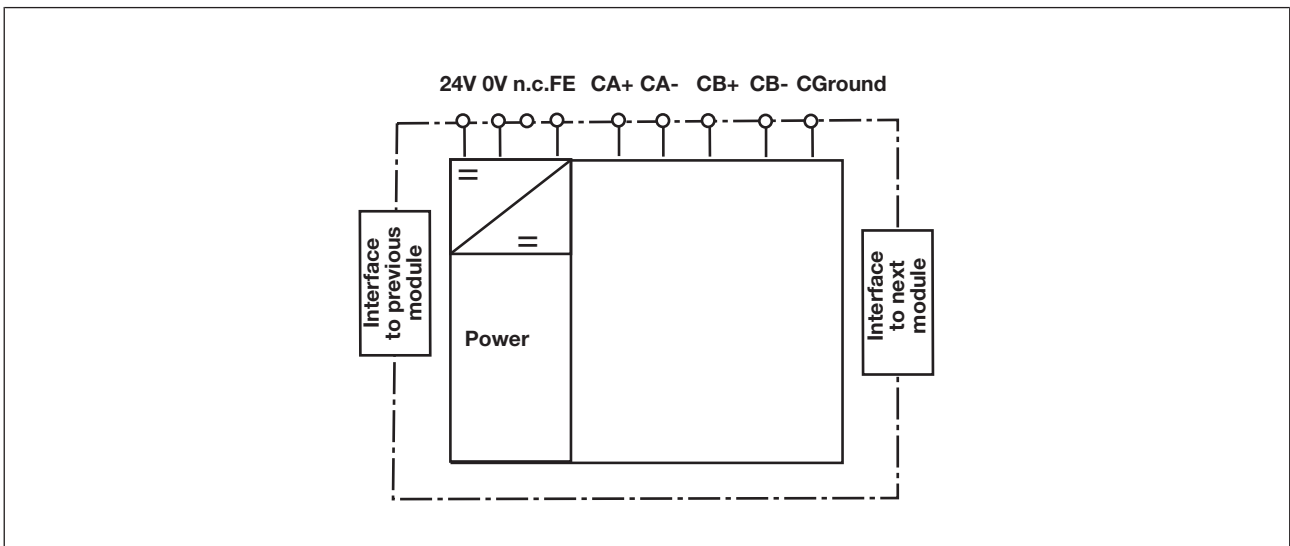 24V 0V n.c.FE CA+ CA- CB+ CB- CGround
Interface
to previous
module
Power
Interface
to next
module